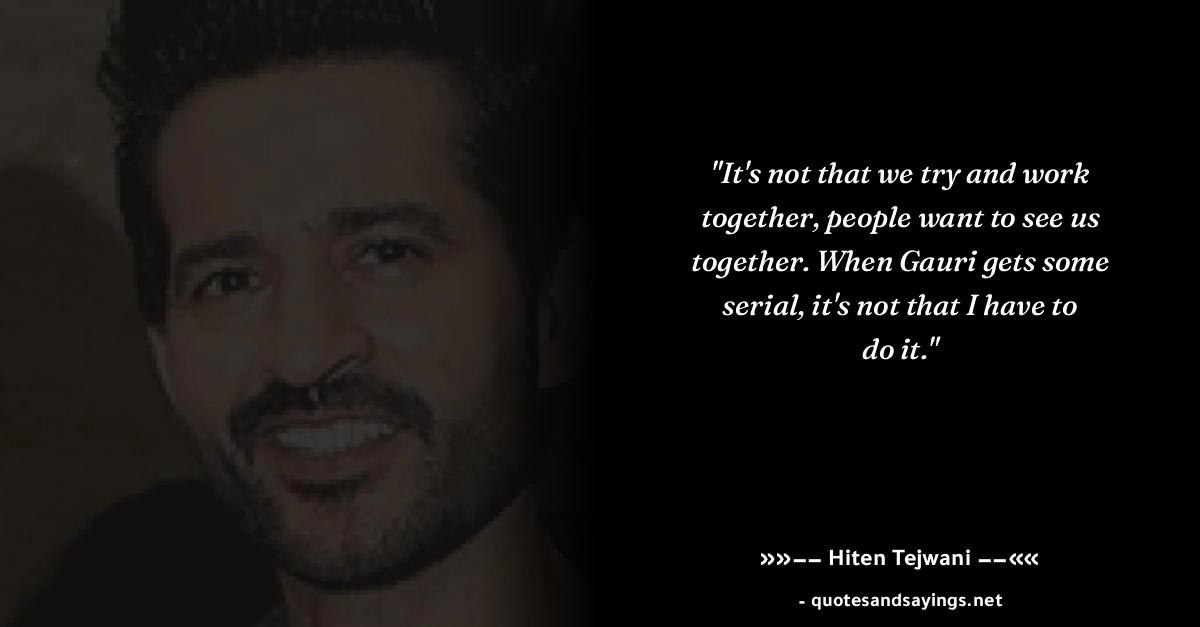 "It's not that we try and work
together, people want to see us
together. When Gauri gets some
serial, it's not that I have to
do it."
»»–– Hiten Tejwani ––««
- quotesandsayings.net